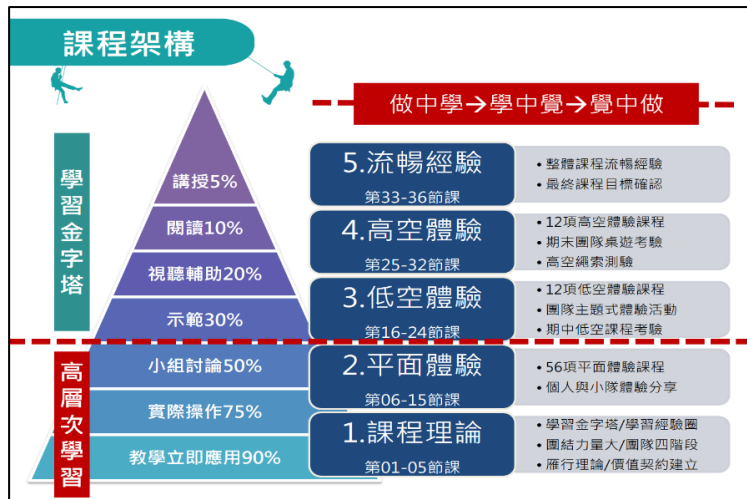 課程架構
做中學→學中覺→覺中做
學習金字塔
高層次學習
講授5%
閱讀10%
視聽輔助20%
示範30%
小組討論50%
實際操作75%
教學立即應用90%
5.流暢經驗
第33-36節課
• 整體課程流暢經驗
• 最終課程目標確認
4.高空體驗
第25-32節課
• 12項高空體驗課程
• 期末團隊桌遊考驗
• 高空繩索測驗
3.低空體驗
第16-24節課
• 12項低空體驗課程
• 團隊主題式體驗活動
• 期中低空課程考驗
2.平面體驗
第06-15節課
• 56項平面體驗課程
• 個人與小隊體驗分享
1.課程理論
第01-05節課
• 學習金字塔/學習經驗圈
• 團結力量大/團隊四階段
• 雁行理論/價值契約建立